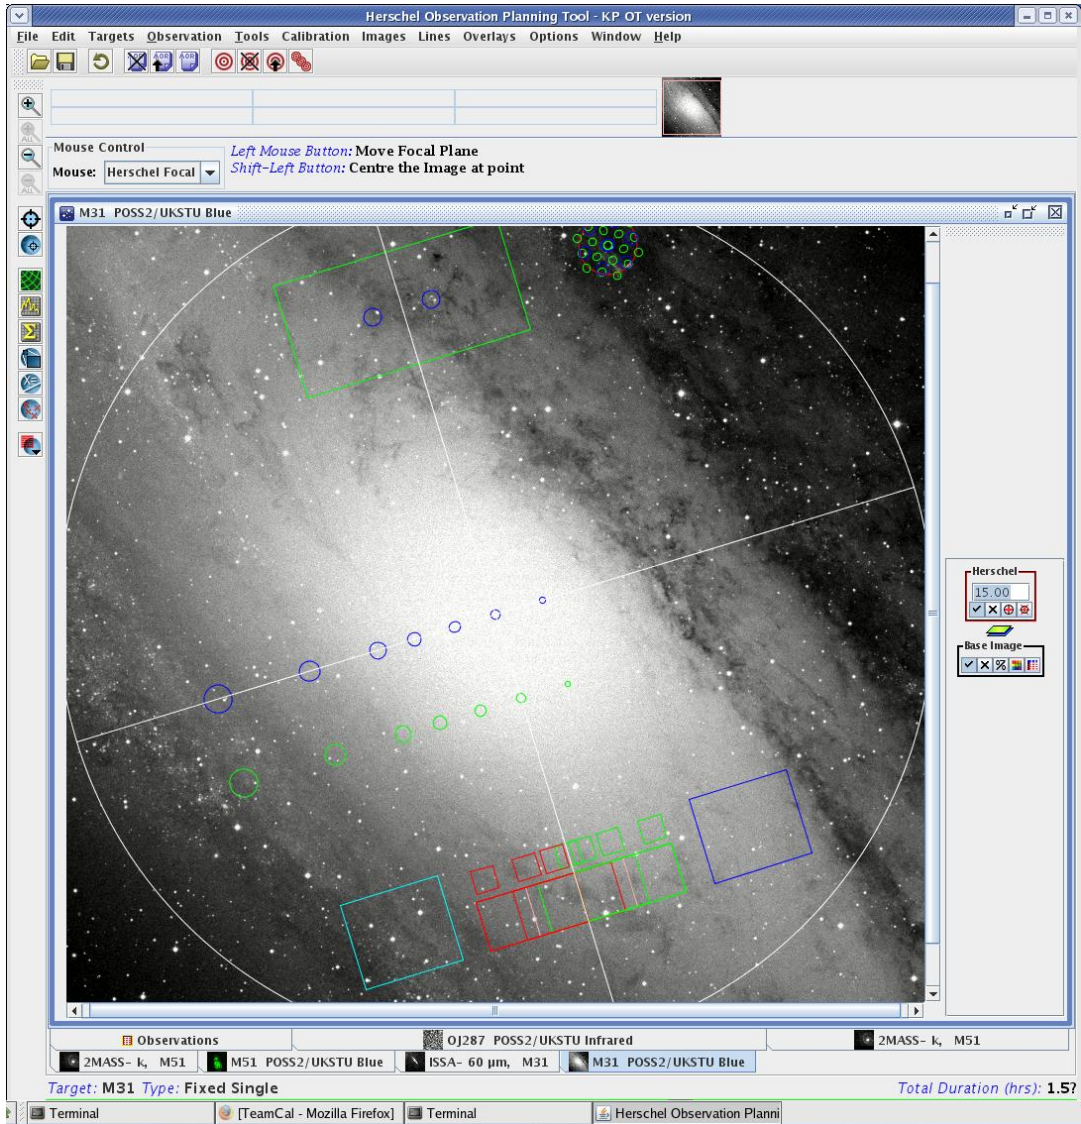 Herschel Observation Planning Tool - KP OT version
File Edit Targets Observation Tools Calibration Images Lines Overlays Options Window Help
Mouse Control
Left Mouse Button: Move Focal Plane
Mouse: Herschel Focal
Shift-Left Button: Centre the Image at point
M31 POSS2/UKSTU Blue
Herschel
15.00
Base Image
Observations
OJ287 POSS2/UKSTU Infrared
2MASS- k, M51
2MASS- k, M51
M51 POSS2/UKSTU Blue
ISSA- 60 µm, M31
M31 POSS2/UKSTU Blue
Target: M31 Type: Fixed Single
Total Duration (hrs): 1.5?
Terminal
[TeamCal - Mozilla Firefox]
Terminal
Herschel Observation Planni